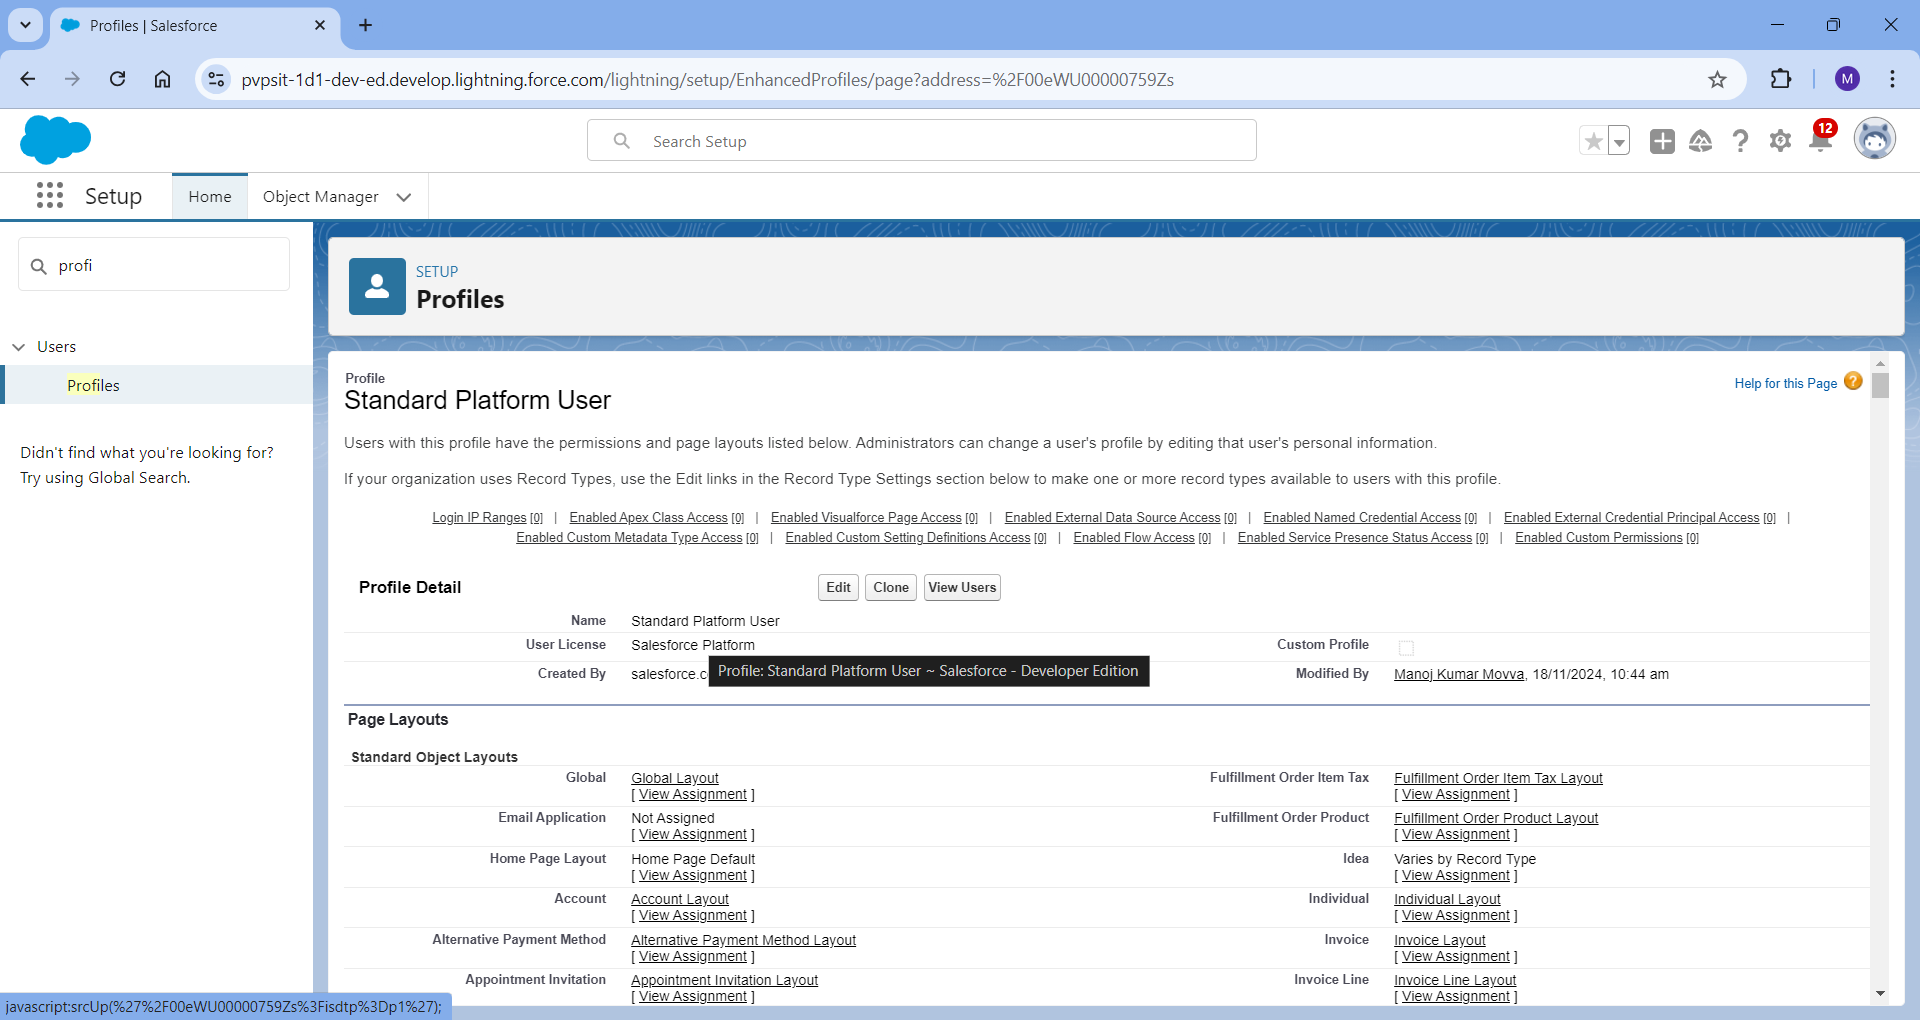 Profiles | Salesforce
pvpsit-1d1-dev-ed.develop.lightning.force.com/lightning/setup/EnhancedProfiles/page?address=%2F00eWU00000759Zs
M
Search Setup
12
Setup
Home
Object Manager
profi
Users
Profiles
Didn't find what you're looking for?
Try using Global Search.
SETUP
Profiles
Profile
Standard Platform User
Help for this Page ?
Users with this profile have the permissions and page layouts listed below. Administrators can change a user's profile by editing that user's personal information.
If your organization uses Record Types, use the Edit links in the Record Type Settings section below to make one or more record types available to users with this profile.
Login IP Ranges [0] | Enabled Apex Class Access [0] | Enabled Visualforce Page Access [0] | Enabled External Data Source Access [0] | Enabled Named Credential Access [0] | Enabled External Credential Principal Access [0] |
Enabled Custom Metadata Type Access [0] | Enabled Custom Setting Definitions Access [0] | Enabled Flow Access [0] | Enabled Service Presence Status Access [0] | Enabled Custom Permissions [0]
Profile Detail Edit Clone View Users
Name Standard Platform User
User License Salesforce Platform Custom Profile
Created By salesforce.c Modified By Manoj Kumar Movva, 18/11/2024, 10:44 am
Profile: Standard Platform User ~ Salesforce - Developer Edition
Page Layouts
Standard Object Layouts
Global Global Layout Fulfillment Order Item Tax Fulfillment Order Item Tax Layout
[ View Assignment ] [ View Assignment ]
Email Application Not Assigned Fulfillment Order Product Fulfillment Order Product Layout
[ View Assignment ] [ View Assignment ]
Home Page Layout Home Page Default Idea Varies by Record Type
[ View Assignment ] [ View Assignment ]
Account Account Layout Individual Individual Layout
[ View Assignment ] [ View Assignment ]
Alternative Payment Method Alternative Payment Method Layout Invoice Invoice Layout
[ View Assignment ] [ View Assignment ]
Appointment Invitation Appointment Invitation Layout Invoice Line Invoice Line Layout
[ View Assignment ] [ View Assignment ]
javascript:srcUp(%27%2F00eWU00000759Zs%3Fisdtp%3Dp1%27);